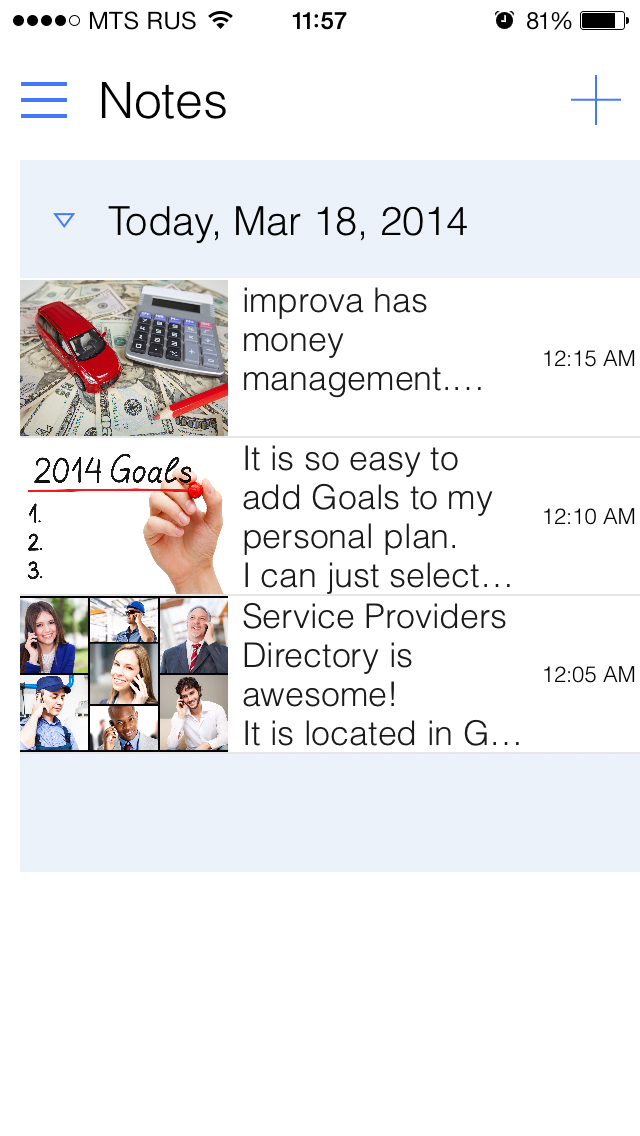 MTS RUS 11:57 81%
Notes
Today, Mar 18, 2014
improva has
money
management....
12:15 AM
2014 Goals
1.
2.
3.
It is so easy to
add Goals to my
personal plan.
I can just select...
12:10 AM
Service Providers
Directory is
awesome!
It is located in G...
12:05 AM